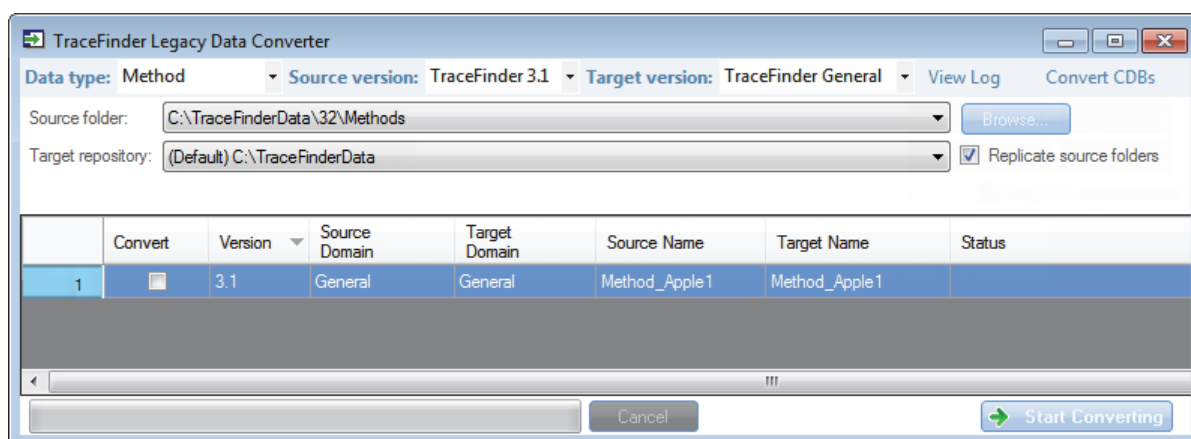 TraceFinder Legacy Data Converter
Data type: Method Source version: TraceFinder 3.1 Target version: TraceFinder General View Log Convert CDBs
Source folder: C:\TraceFinderData\32\Methods Browse...
Target repository: (Default) C:\TraceFinderData Replicate source folders
Convert Version Source Domain Target Domain Source Name Target Name Status
1 3.1 General General Method_Apple1 Method_Apple1
Cancel Start Converting